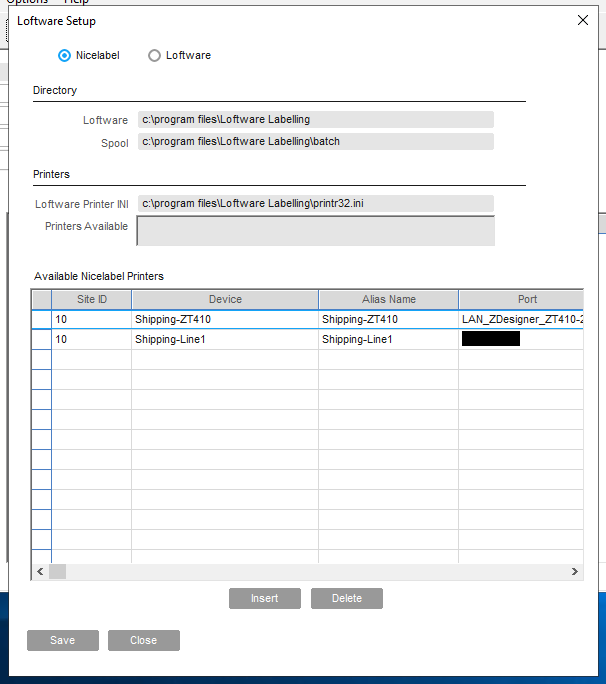 Options Help
Loftware Setup
Nicelabel Loftware
Directory
Loftware c:\program files\Loftware Labelling
Spool c:\program files\Loftware Labelling\batch
Printers
Loftware Printer INI c:\program files\Loftware Labelling\printr32.ini
Printers Available
Available Nicelabel Printers
Site ID Device Alias Name Port
10 Shipping-ZT410 Shipping-ZT410 LAN_ZDesigner_ZT410-2
10 Shipping-Line1 Shipping-Line1
Insert Delete
Save Close